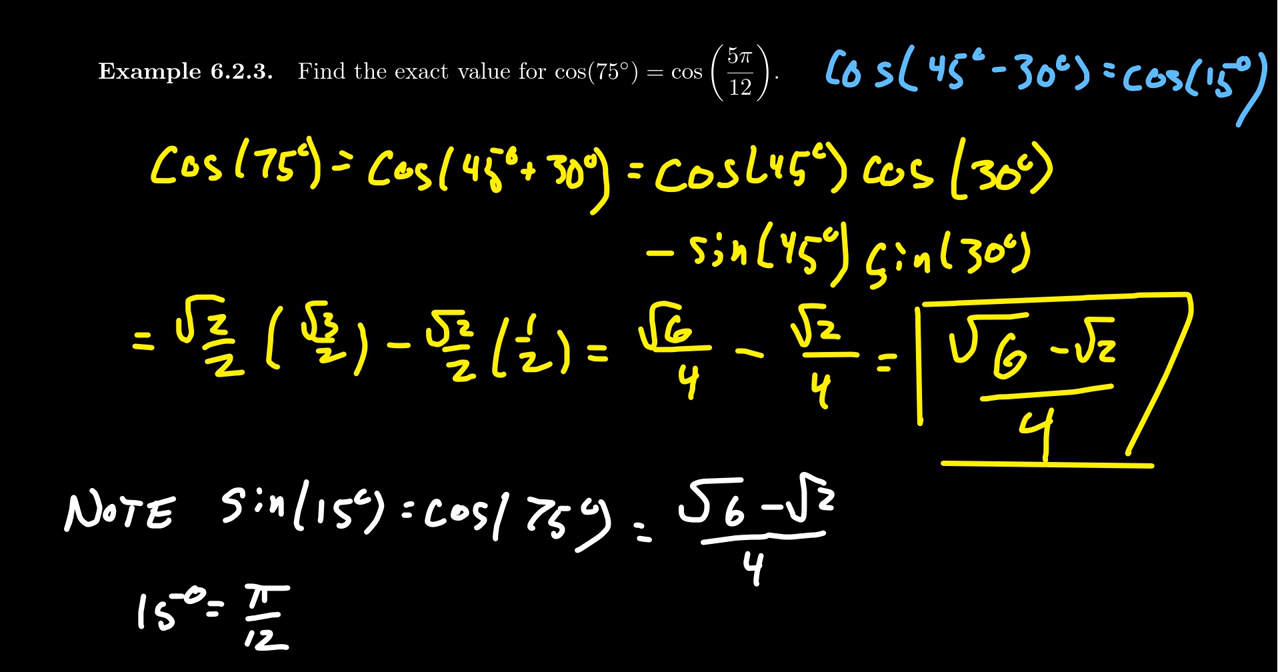 Example 6.2.3. Find the exact value for cos(75°) = cos(5π/12). cos(45° - 30°) = cos(15°)
cos(75°) = cos(45° + 30°) = cos(45°) cos(30°)
- sin(45°) sin(30°)
= √2/2 (√3/2) - √2/2 (1/2) = √6/4 - √2/4 = (√6 - √2)/4
NOTE sin(15°) = cos(75°) = (√6 - √2)/4
15° = π/12